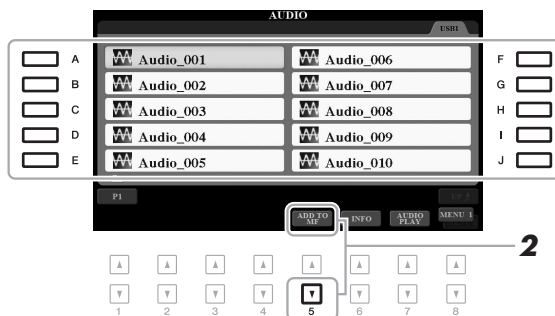 AUDIO
USB1
A Audio_001 Audio_006 F
B Audio_002 Audio_007 G
C Audio_003 Audio_008 H
D Audio_004 Audio_009 I
E Audio_005 Audio_010 J
P1 UP
ADD TO MF INFO AUDIO PLAY MENU 1
2
1 2 3 4 5 6 7 8